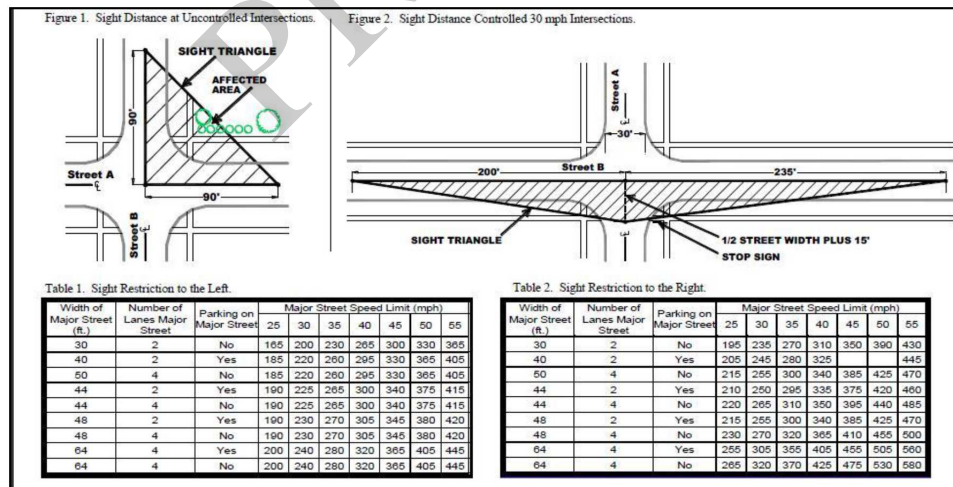 Figure 1. Sight Distance at Uncontrolled Intersections.
SIGHT TRIANGLE
AFFECTED
AREA
90'
Street A
℄
90'
Street B
℄
Figure 2. Sight Distance Controlled 30 mph Intersections.
Street A
℄
30'
200'
Street B
235'
SIGHT TRIANGLE
℄
1/2 STREET WIDTH PLUS 15'
STOP SIGN
Table 1. Sight Restriction to the Left.
Width of Major Street (ft.) Number of Lanes Major Street Parking on Major Street Major Street Speed Limit (mph)
25 30 35 40 45 50 55
30 2 No 165 200 230 265 300 330 365
40 2 Yes 185 220 260 295 330 365 405
50 4 No 185 220 260 295 330 365 405
44 2 Yes 190 225 265 300 340 375 415
44 4 No 190 225 265 300 340 375 415
48 2 Yes 190 230 270 305 345 380 420
48 4 No 190 230 270 305 345 380 420
64 4 Yes 200 240 280 320 365 405 445
64 4 No 200 240 280 320 365 405 445
Table 2. Sight Restriction to the Right.
Width of Major Street (ft.) Number of Lanes Major Street Parking on Major Street Major Street Speed Limit (mph)
25 30 35 40 45 50 55
30 2 No 195 235 270 310 350 390 430
40 2 Yes 205 245 280 325 445
50 4 No 215 255 300 340 385 425 470
44 2 Yes 210 250 295 335 375 420 460
44 4 No 220 265 310 350 395 440 485
48 2 Yes 215 255 300 340 385 425 470
48 4 No 230 270 320 365 410 455 500
64 4 Yes 255 305 355 405 455 505 560
64 4 No 265 320 370 425 475 530 580